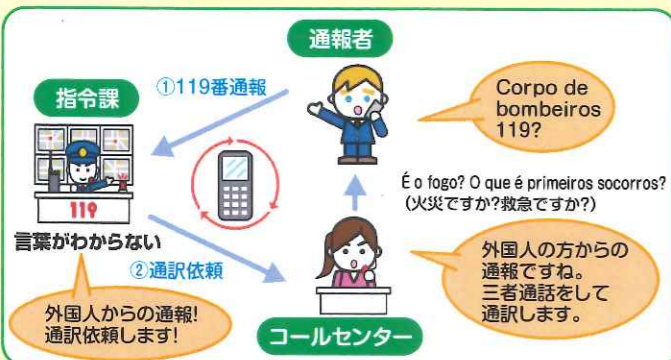 通報者
①119番通報
指令課
Corpo de
bombeiros
119?
119
É o fogo? O que é primeiros socorros?
(火災ですか?救急ですか?)
言葉がわからない
②通訳依頼
外国人からの通報!
通訳依頼します!
外国人の方からの
通報ですね。
三者通話をして
通訳します。
コールセンター